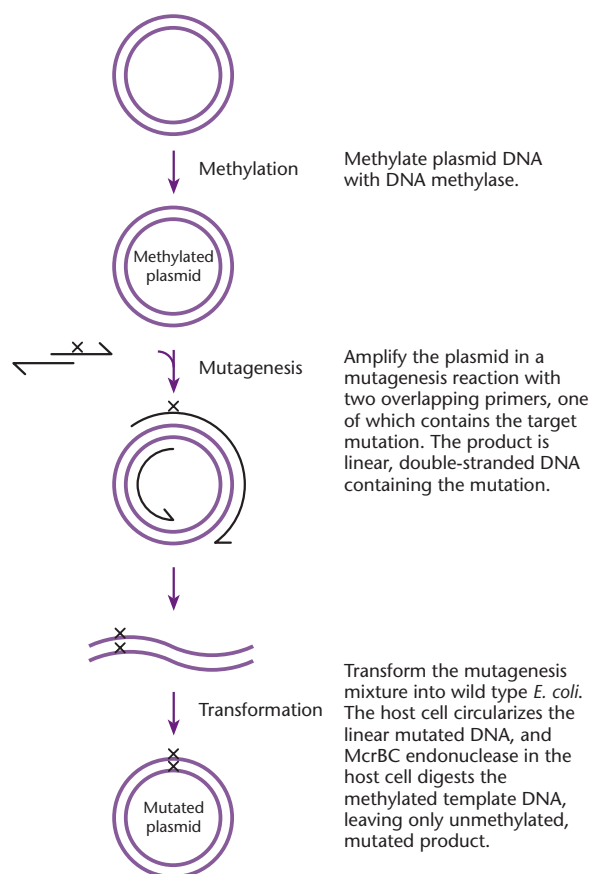 Methylation
Methylate plasmid DNA
with DNA methylase.
Methylated
plasmid
Mutagenesis
Amplify the plasmid in a
mutagenesis reaction with
two overlapping primers, one
of which contains the target
mutation. The product is
linear, double-stranded DNA
containing the mutation.
Transformation
Transform the mutagenesis
mixture into wild type E. coli.
The host cell circularizes the
linear mutated DNA, and
McrBC endonuclease in the
host cell digests the
methylated template DNA,
leaving only unmethylated,
mutated product.
Mutated
plasmid